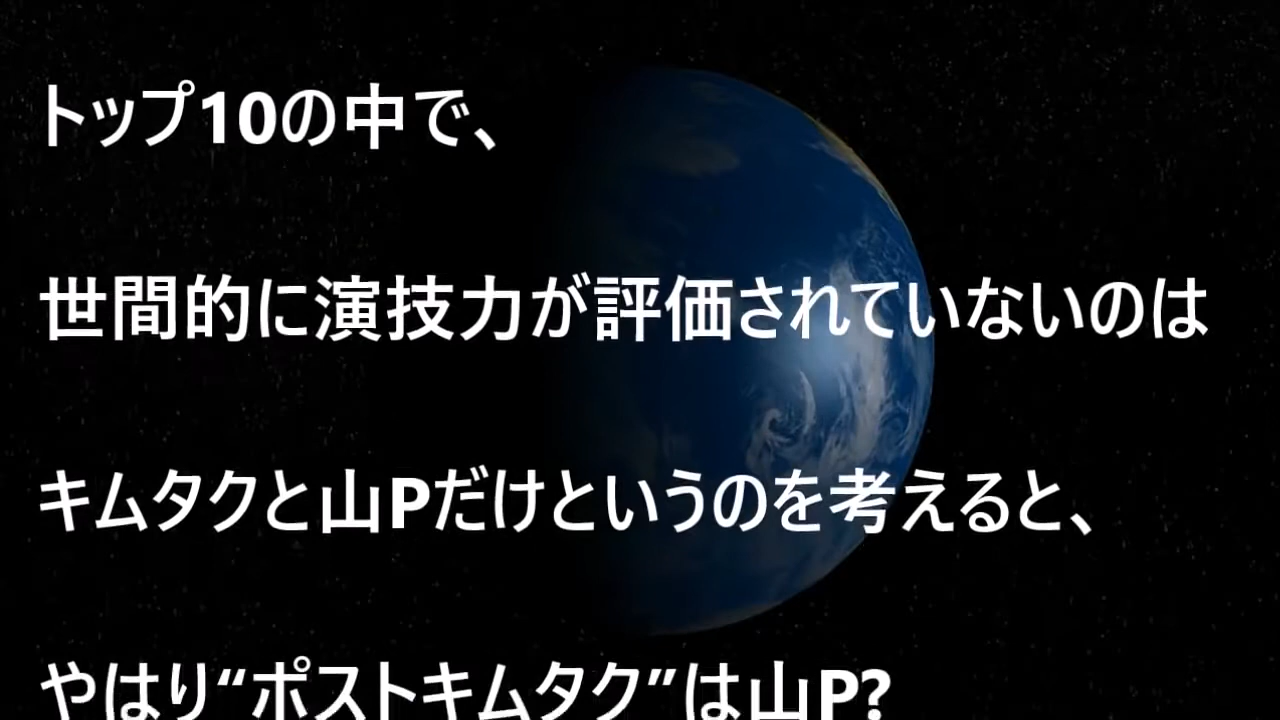 トップ10の中で、
世間的に演技力が評価されていないのは
キムタクと山Pだけというのを考えると、
やはり“ポストキムタク”は山P?